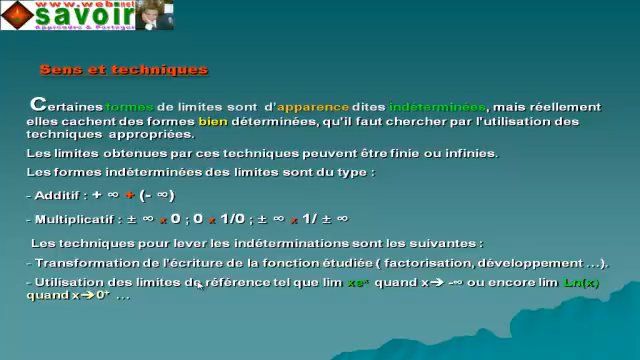 www.web.net
savoir
Apprendre & Partager
Sens et techniques
Certaines formes de limites sont d'apparence dites indéterminées, mais réellement
elles cachent des formes bien déterminées, qu'il faut chercher par l'utilisation des
techniques appropriées.
Les limites obtenues par ces techniques peuvent être finie ou infinies.
Les formes indéterminées des limites sont du type :
- Additif : + ∞ + (- ∞)
- Multiplicatif : ± ∞ x 0 ; 0 x 1/0 ; ± ∞ x 1/ ± ∞
Les techniques pour lever les indéterminations sont les suivantes :
- Transformation de l'écriture de la fonction étudiée ( factorisation, développement ...).
- Utilisation des limites de référence tel que lim xeˣ quand x→ -∞ ou encore lim Ln(x)
quand x→0⁺ ...